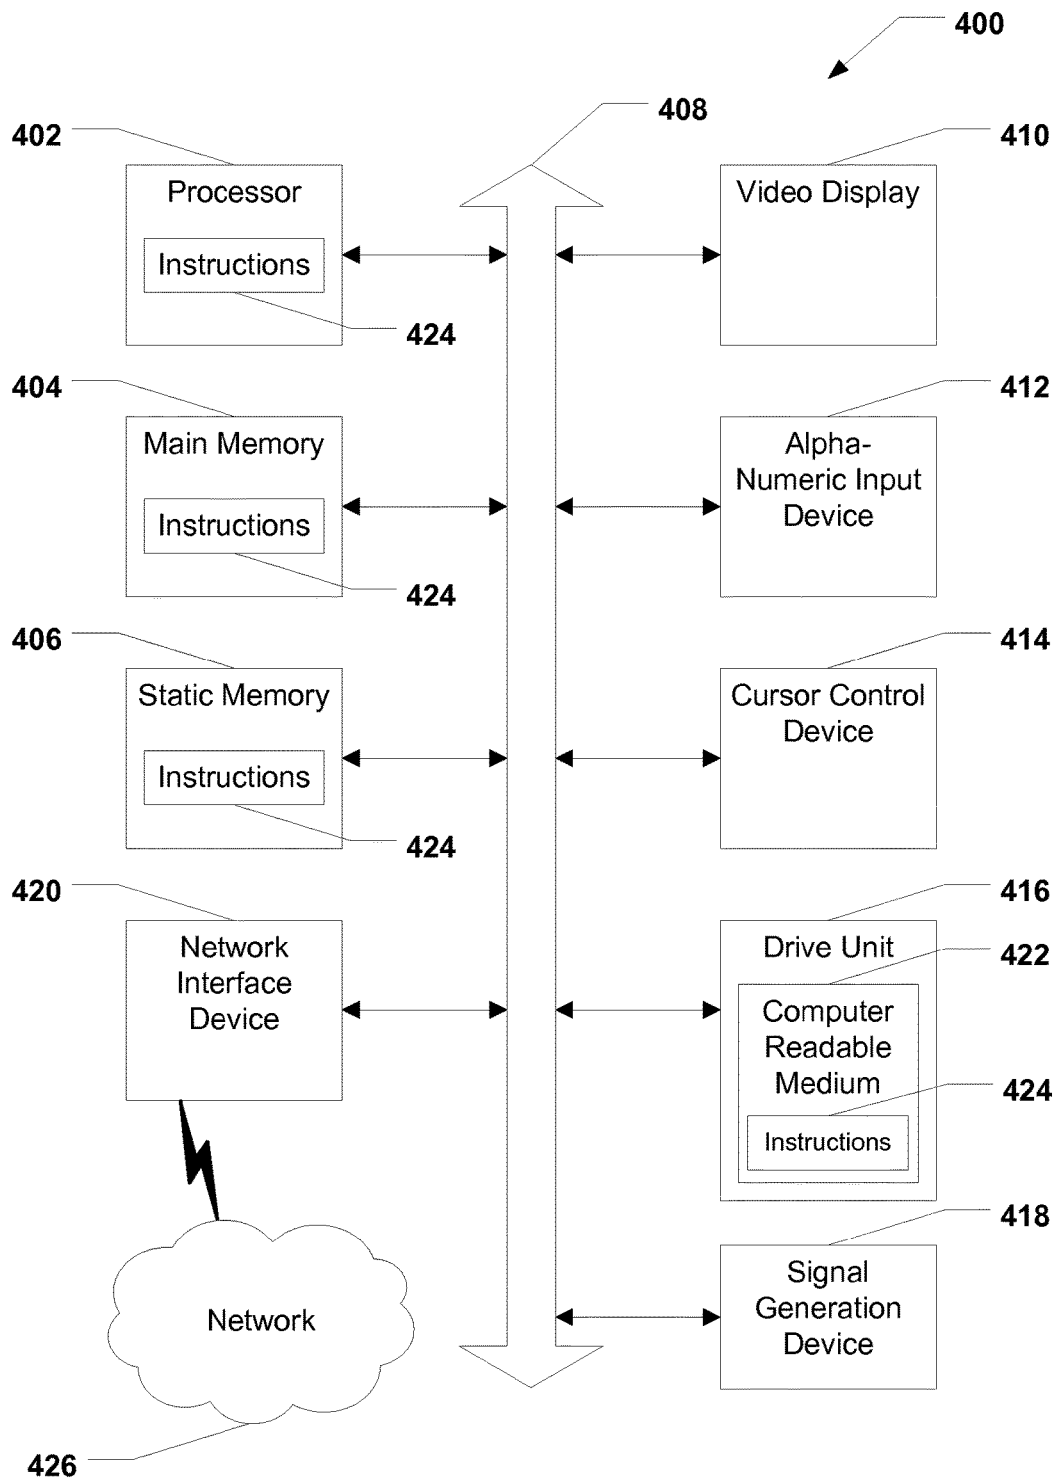 400
408
402
Processor
Instructions
424
404
Main Memory
Instructions
424
406
Static Memory
Instructions
424
420
Network
Interface
Device
Network
426
410
Video Display
412
Alpha-
Numeric Input
Device
414
Cursor Control
Device
416
Drive Unit
422
Computer
Readable
Medium
424
Instructions
418
Signal
Generation
Device